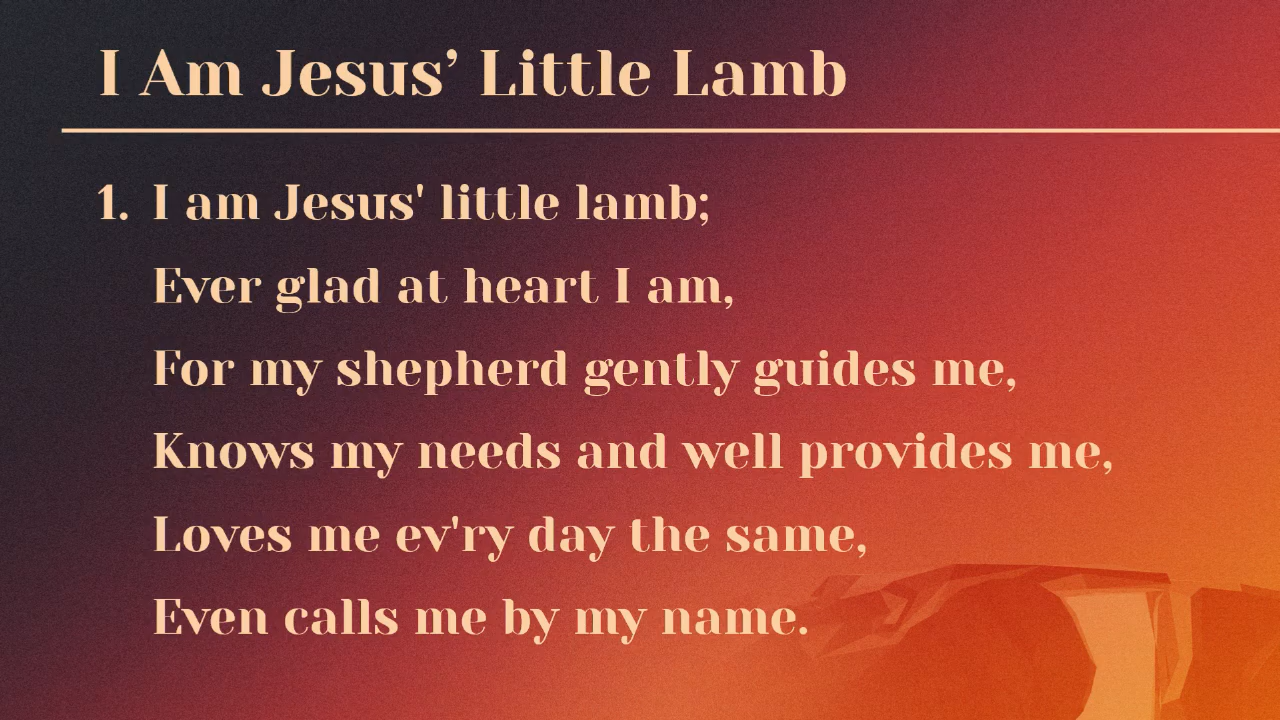 I Am Jesus’ Little Lamb
1. I am Jesus' little lamb;
Ever glad at heart I am,
For my shepherd gently guides me,
Knows my needs and well provides me,
Loves me ev'ry day the same,
Even calls me by my name.